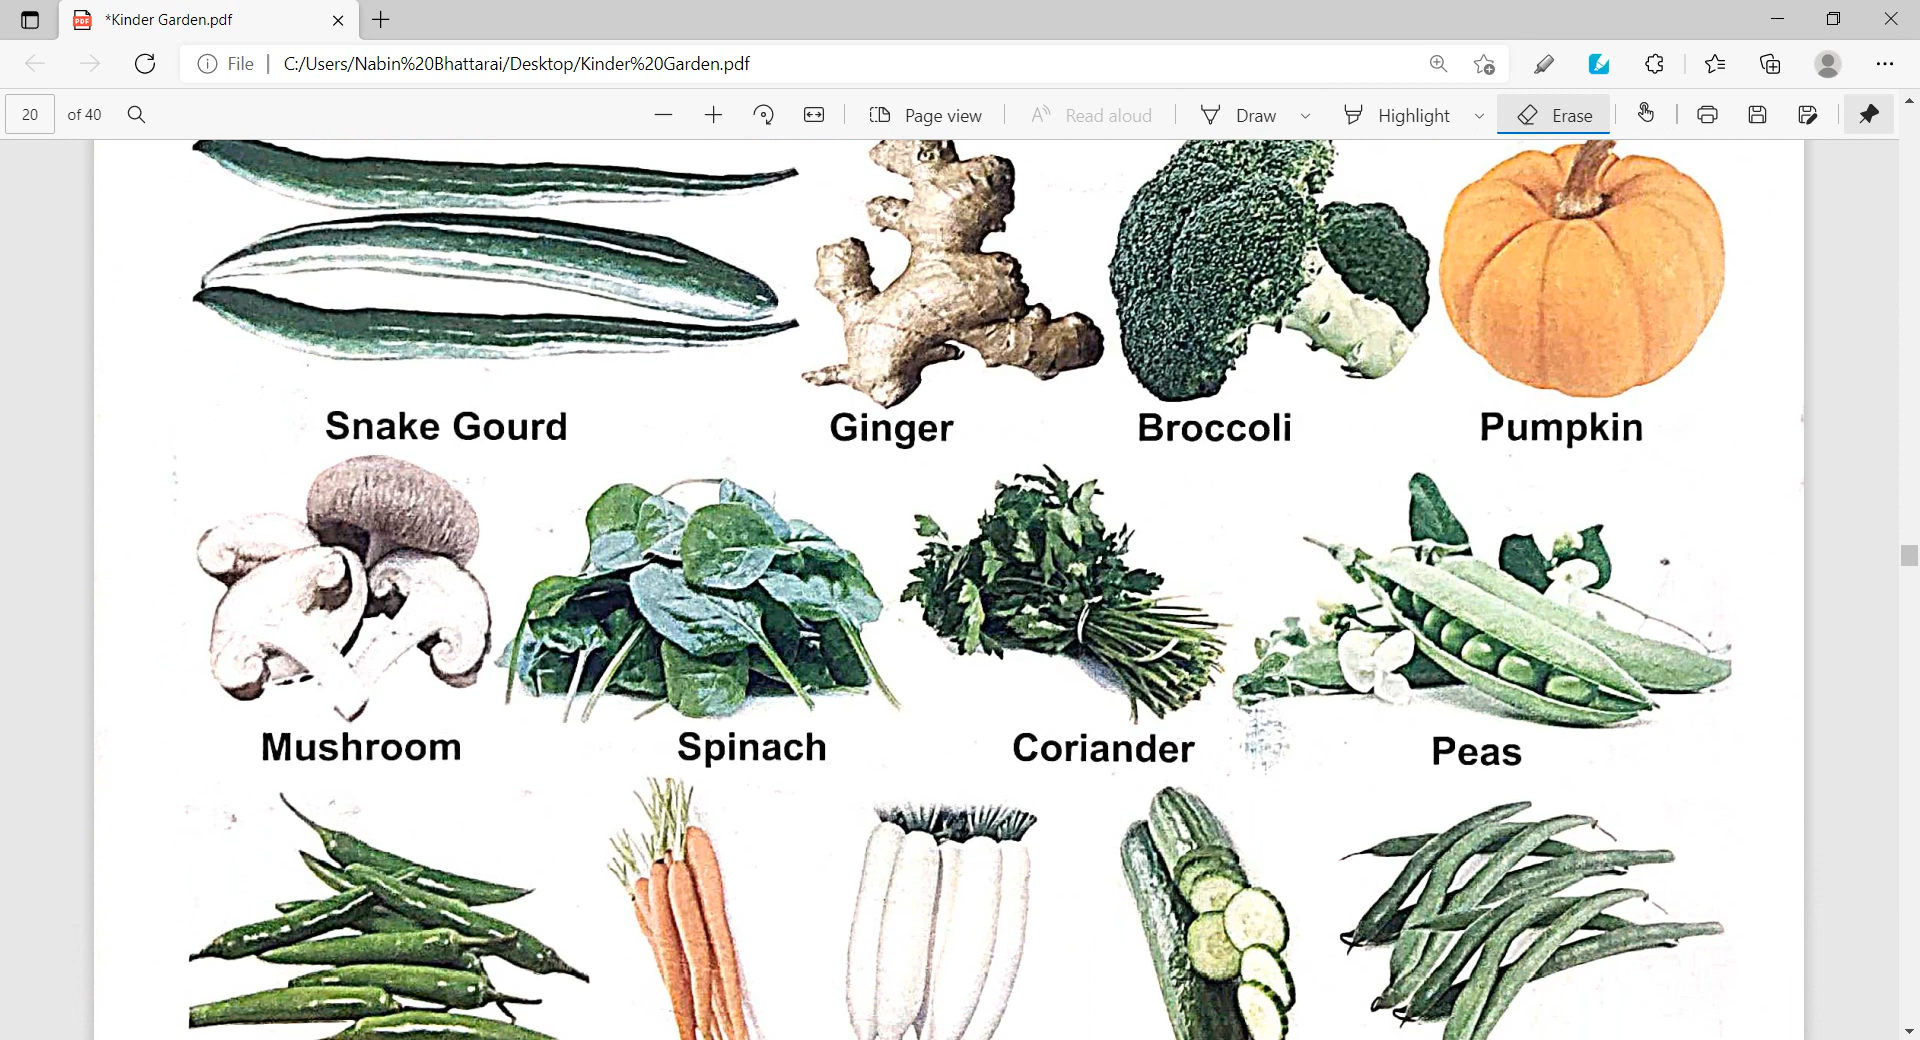 *Kinder Garden.pdf
File C:/Users/Nabin%20Bhattarai/Desktop/Kinder%20Garden.pdf
20 of 40 Page view Read aloud Draw Highlight Erase
Snake Gourd Ginger Broccoli Pumpkin
Mushroom Spinach Coriander Peas